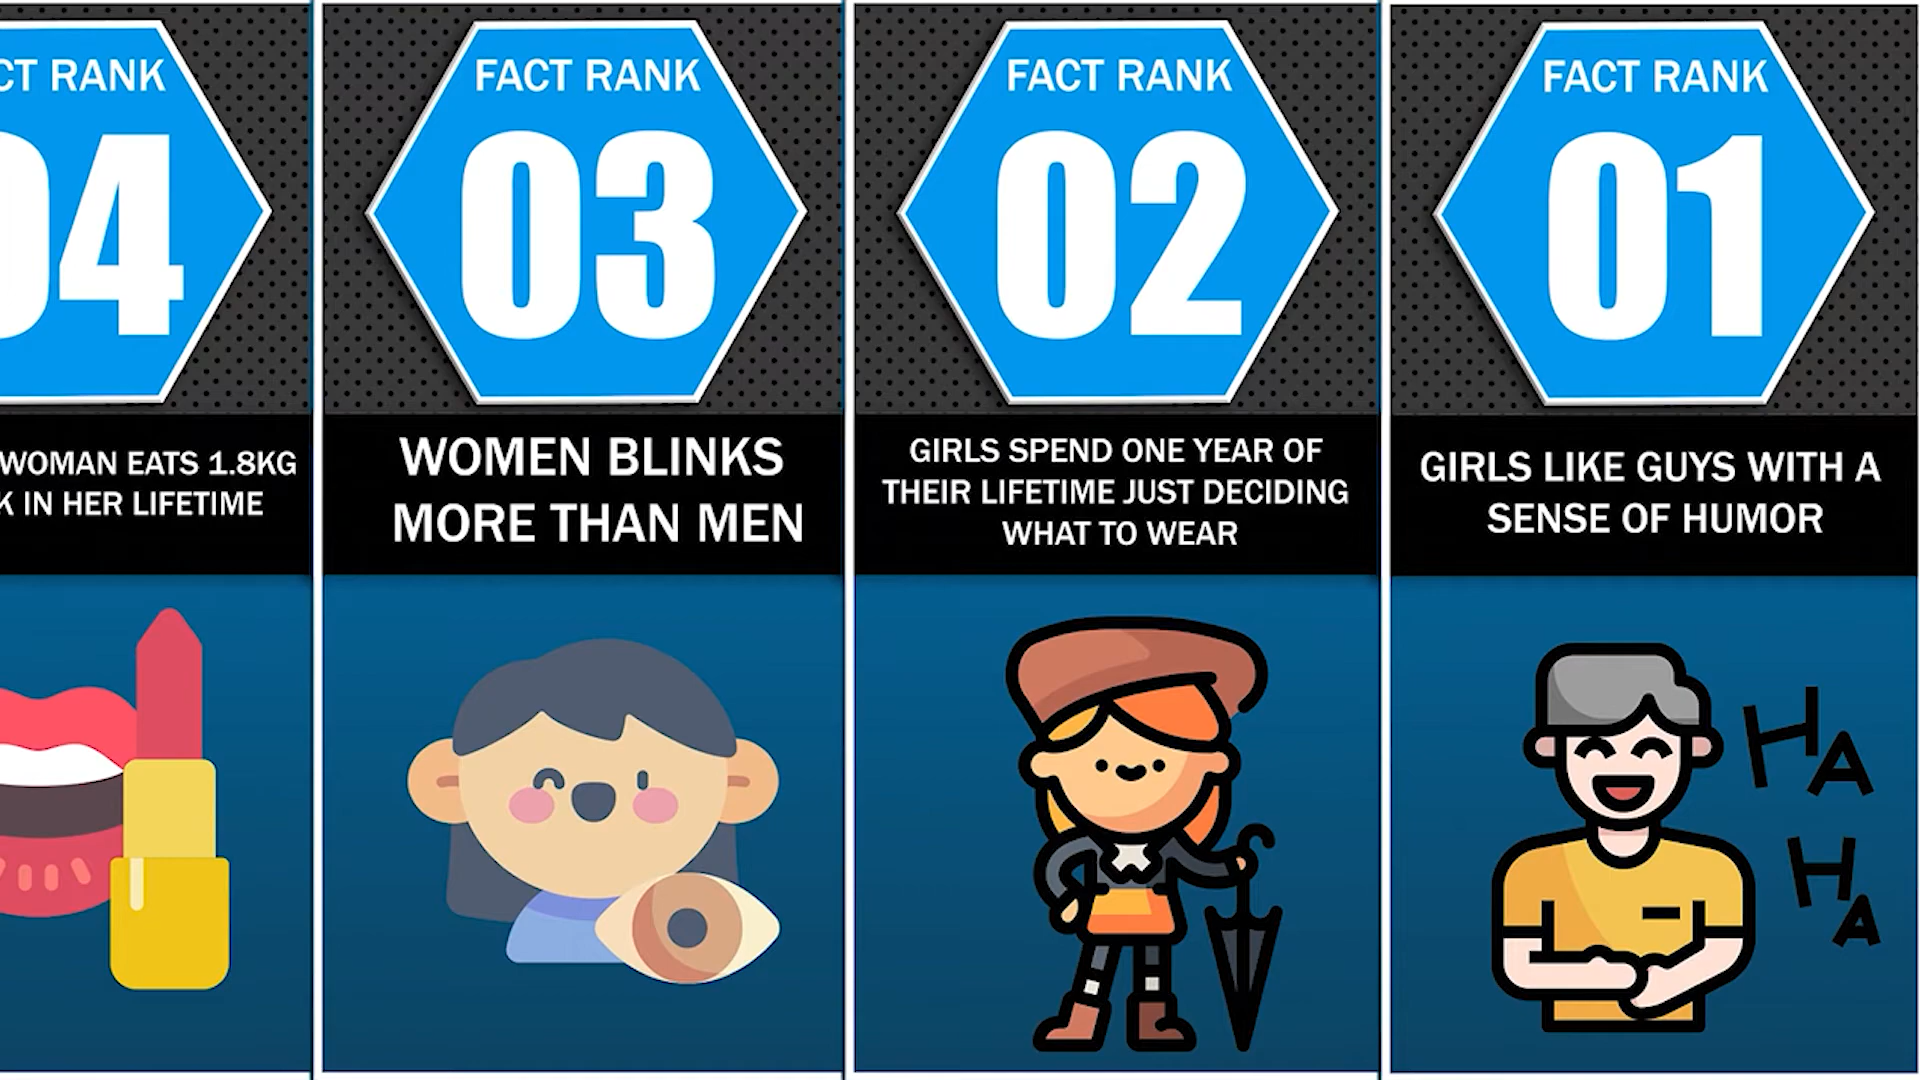 CT RANK
04
WOMAN EATS 1.8KG
K IN HER LIFETIME
FACT RANK
03
WOMEN BLINKS
MORE THAN MEN
FACT RANK
02
GIRLS SPEND ONE YEAR OF
THEIR LIFETIME JUST DECIDING
WHAT TO WEAR
FACT RANK
01
GIRLS LIKE GUYS WITH A
SENSE OF HUMOR
HA
HA